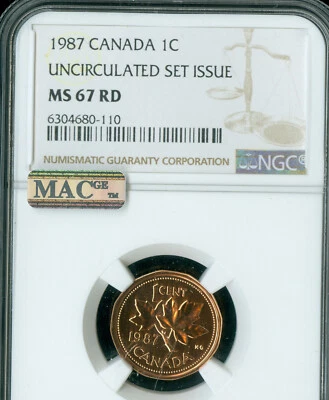 1987 CANADA 1C
UNCIRCULATED SET ISSUE
MS 67 RD
6304680-110
NUMISMATIC GUARANTY CORPORATION
NGC
MAC GE TM
1 CENT
1987
KG
CANADA